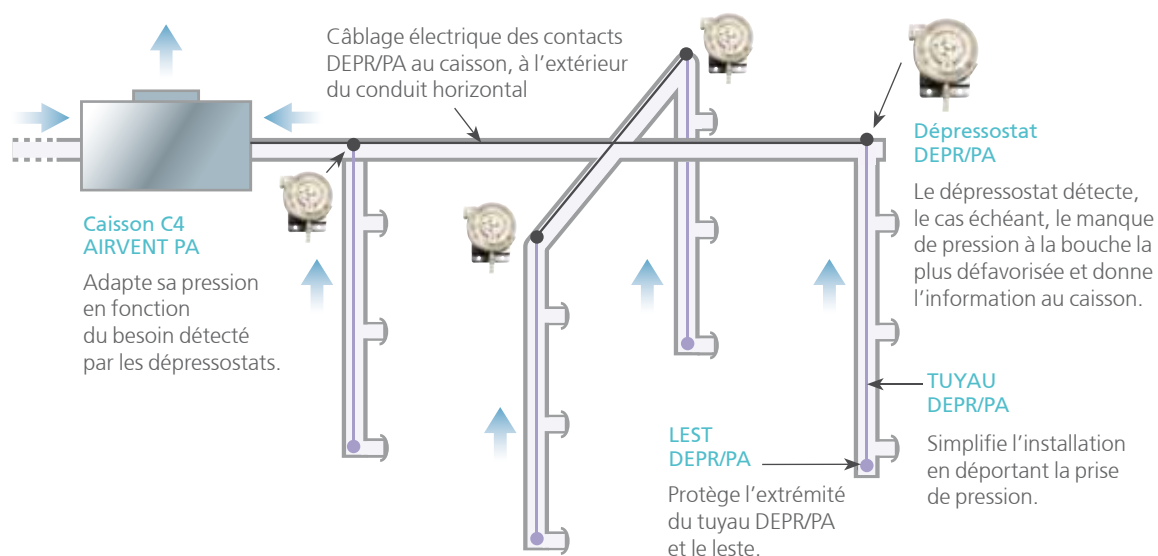 Câblage électrique des contacts
DEPR/PA au caisson, à l’extérieur
du conduit horizontal
Dépressostat
DEPR/PA
Le dépressostat détecte,
le cas échéant, le manque
de pression à la bouche la
plus défavorisée et donne
l’information au caisson.
Caisson C4
AIRVENT PA
Adapte sa pression
en fonction
du besoin détecté
par les dépressostats.
TUYAU
DEPR/PA
Simplifie l’installation
en déportant la prise
de pression.
LEST
DEPR/PA
Protège l’extrémité
du tuyau DEPR/PA
et le leste.